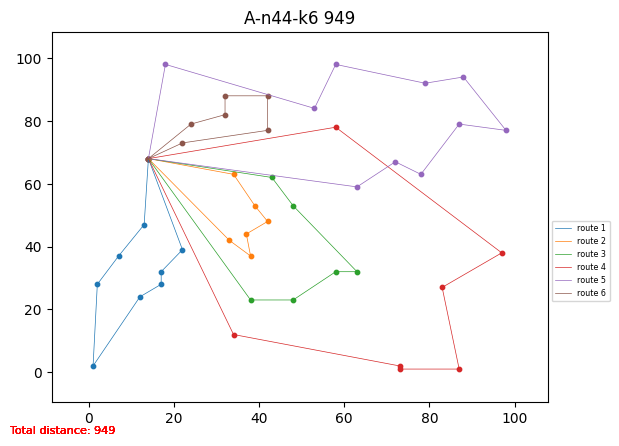 A-n44-k6 949
100
80
60
40
20
0
0 20 40 60 80 100
route 1
route 2
route 3
route 4
route 5
route 6
Total distance: 949